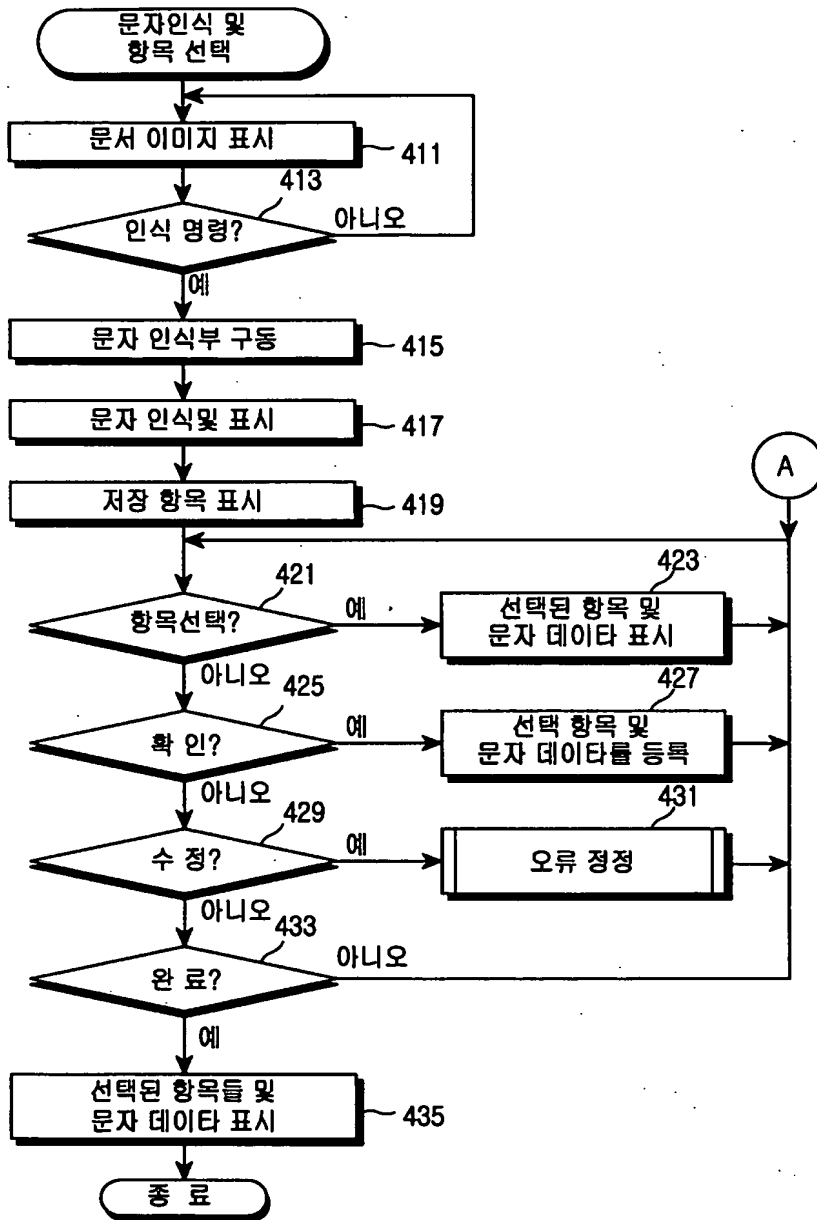 문자인식 및
항목 선택
문서 이미지 표시
411
413
인식 명령?
아니오
예
문자 인식부 구동
415
문자 인식및 표시
417
A
저장 항목 표시
419
421
항목선택?
예
423
선택된 항목 및
문자 데이타 표시
아니오
425
확 인?
예
427
선택 항목 및
문자 데이타를 등록
아니오
429
수 정?
예
431
오류 정정
아니오
433
완 료?
아니오
예
선택된 항목들 및
문자 데이타 표시
435
종 료